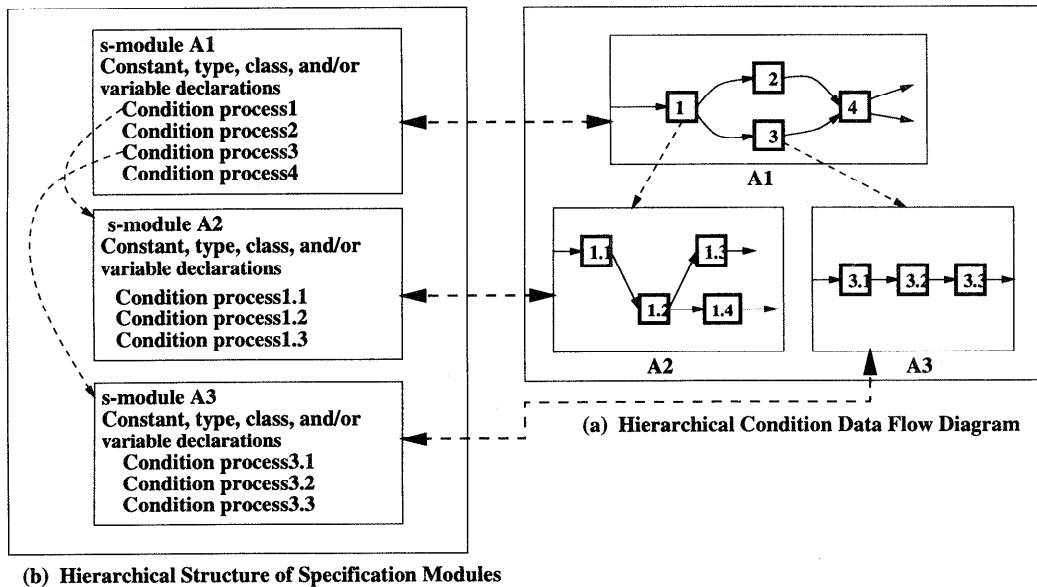 s-module A1
Constant, type, class, and/or
variable declarations
Condition process1
Condition process2
Condition process3
Condition process4
s-module A2
Constant, type, class, and/or
variable declarations
Condition process1.1
Condition process1.2
Condition process1.3
s-module A3
Constant, type, class, and/or
variable declarations
Condition process3.1
Condition process3.2
Condition process3.3
(b) Hierarchical Structure of Specification Modules
1
2
3
4
A1
1.1
1.2
1.3
1.4
A2
3.1
3.2
3.3
A3
(a) Hierarchical Condition Data Flow Diagram